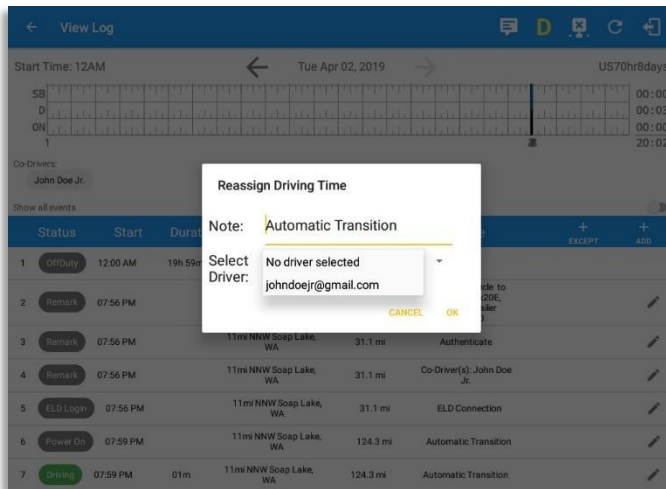 View Log
D
Start Time: 12AM
Tue Apr 02, 2019
US70hr8days
SB
00:00
D
00:03
ON
00:00
1
20:02
Co-Drivers:
John Doe Jr.
Show all events
Reassign Driving Time
Note: Automatic Transition
Select Driver:
No driver selected
johndoejr@gmail.com
CANCEL OK
Status Start EXCEPT ADD
1 OffDuty 12:00 AM 19h 59m
2 Remark 07:56 PM
3 Remark 07:56 PM 11mi NNW Soap Lake, WA 31.1 mi Authenticate
4 Remark 07:56 PM 11mi NNW Soap Lake, WA 31.1 mi Co-Driver(s): John Doe Jr.
5 ELD Login 07:56 PM 11mi NNW Soap Lake, WA 31.1 mi ELD Connection
6 Power On 07:59 PM 11mi NNW Soap Lake, WA 124.3 mi Automatic Transition
7 Driving 07:59 PM 01m 11mi NNW Soap Lake, WA 124.3 mi Automatic Transition